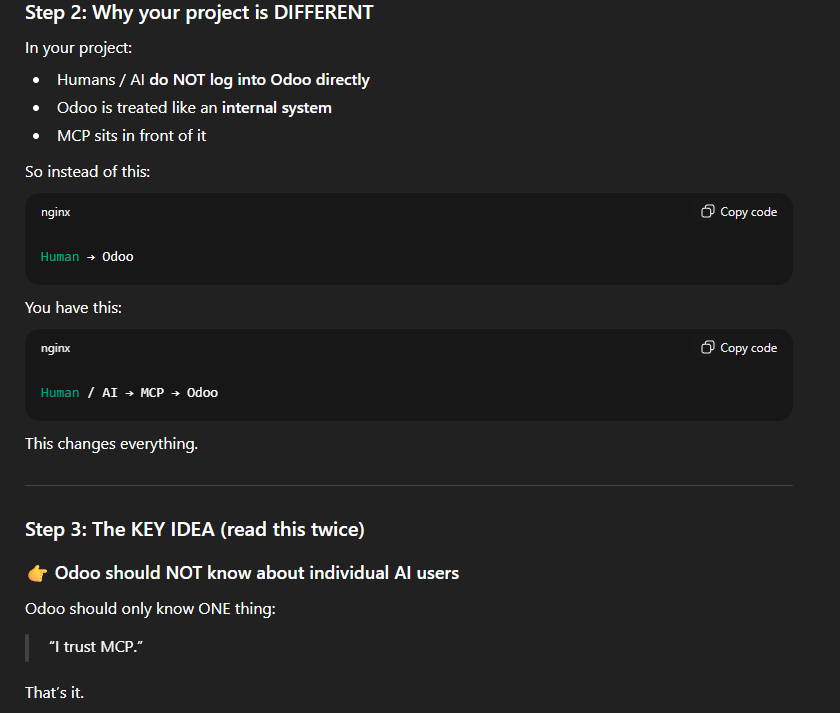 Step 2: Why your project is DIFFERENT
In your project:
• Humans / AI do NOT log into Odoo directly
• Odoo is treated like an internal system
• MCP sits in front of it
So instead of this:
nginx
Copy code
Human → Odoo
You have this:
nginx
Copy code
Human / AI → MCP → Odoo
This changes everything.
Step 3: The KEY IDEA (read this twice)
👉 Odoo should NOT know about individual AI users
Odoo should only know ONE thing:
“I trust MCP.”
That’s it.